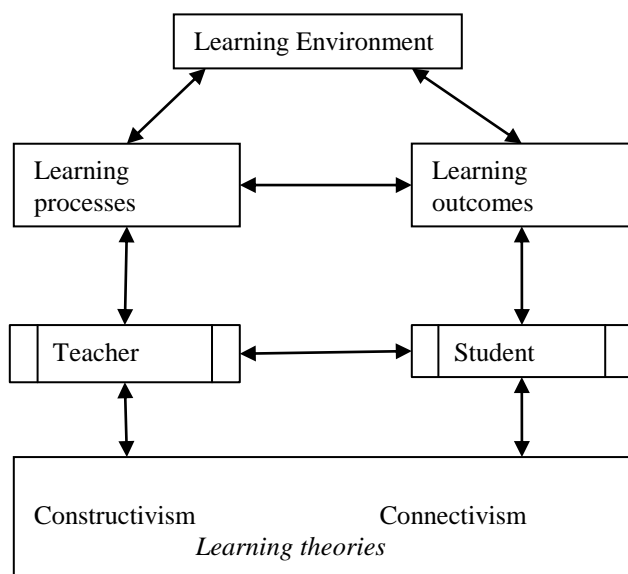 Learning Environment
Learning
processes
Learning
outcomes
Teacher
Student
Constructivism
Connectivism
Learning theories